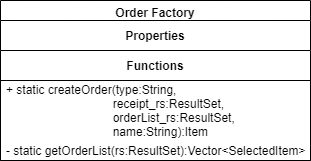 Order Factory
Properties
Functions
+ static createOrder(type:String,
receipt_rs:ResultSet,
orderList_rs:ResultSet,
name:String):Item
- static getOrderList(rs:ResultSet):Vector<SelectedItem>